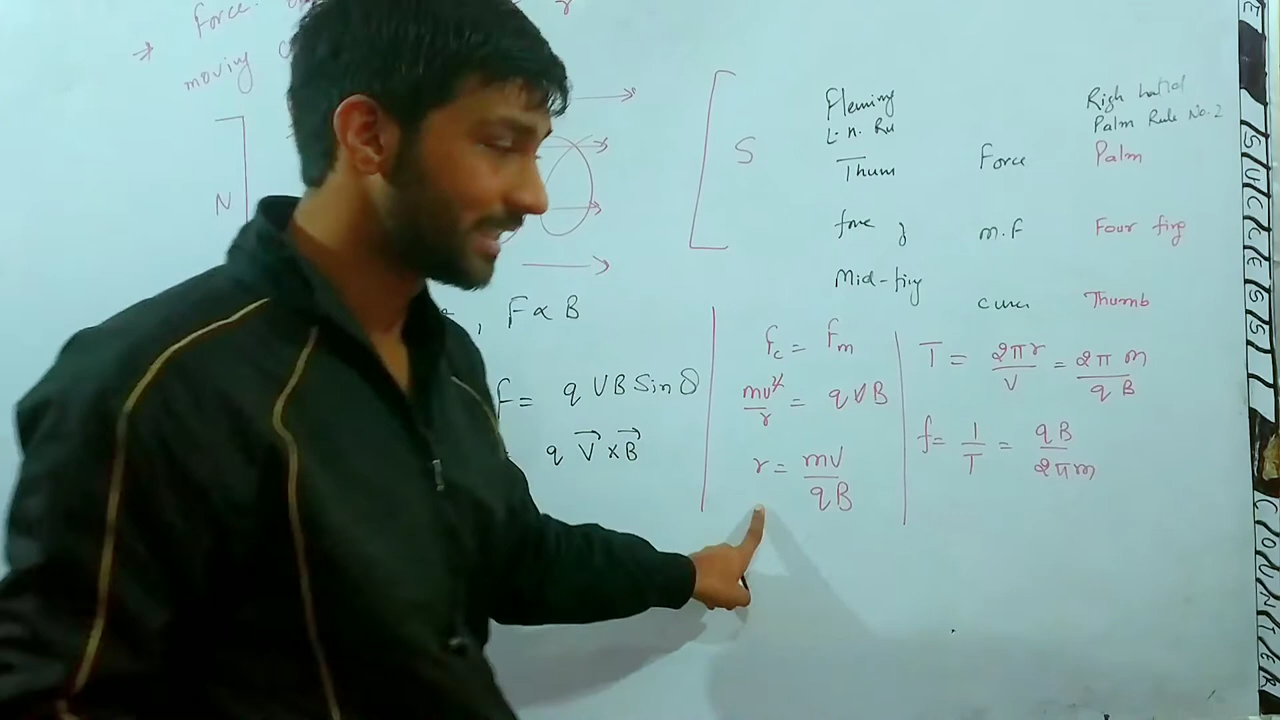 Force
r
moving
N
S
Fleming
L.H. Ru
Righ hand
Palm Rule No.2
Thum Force Palm
fore f m.F Four fing
Mid-fing curr Thumb
, F ∝ B
f = q VB Sin θ
q V⃗ × B⃗
fc = Fm
mv²/r = qVB
r = mv/qB
T = 2πr/V = 2πm/qB
f = 1/T = qB/2πm
E
S/U/C/C/E/S/S/
COUNTER